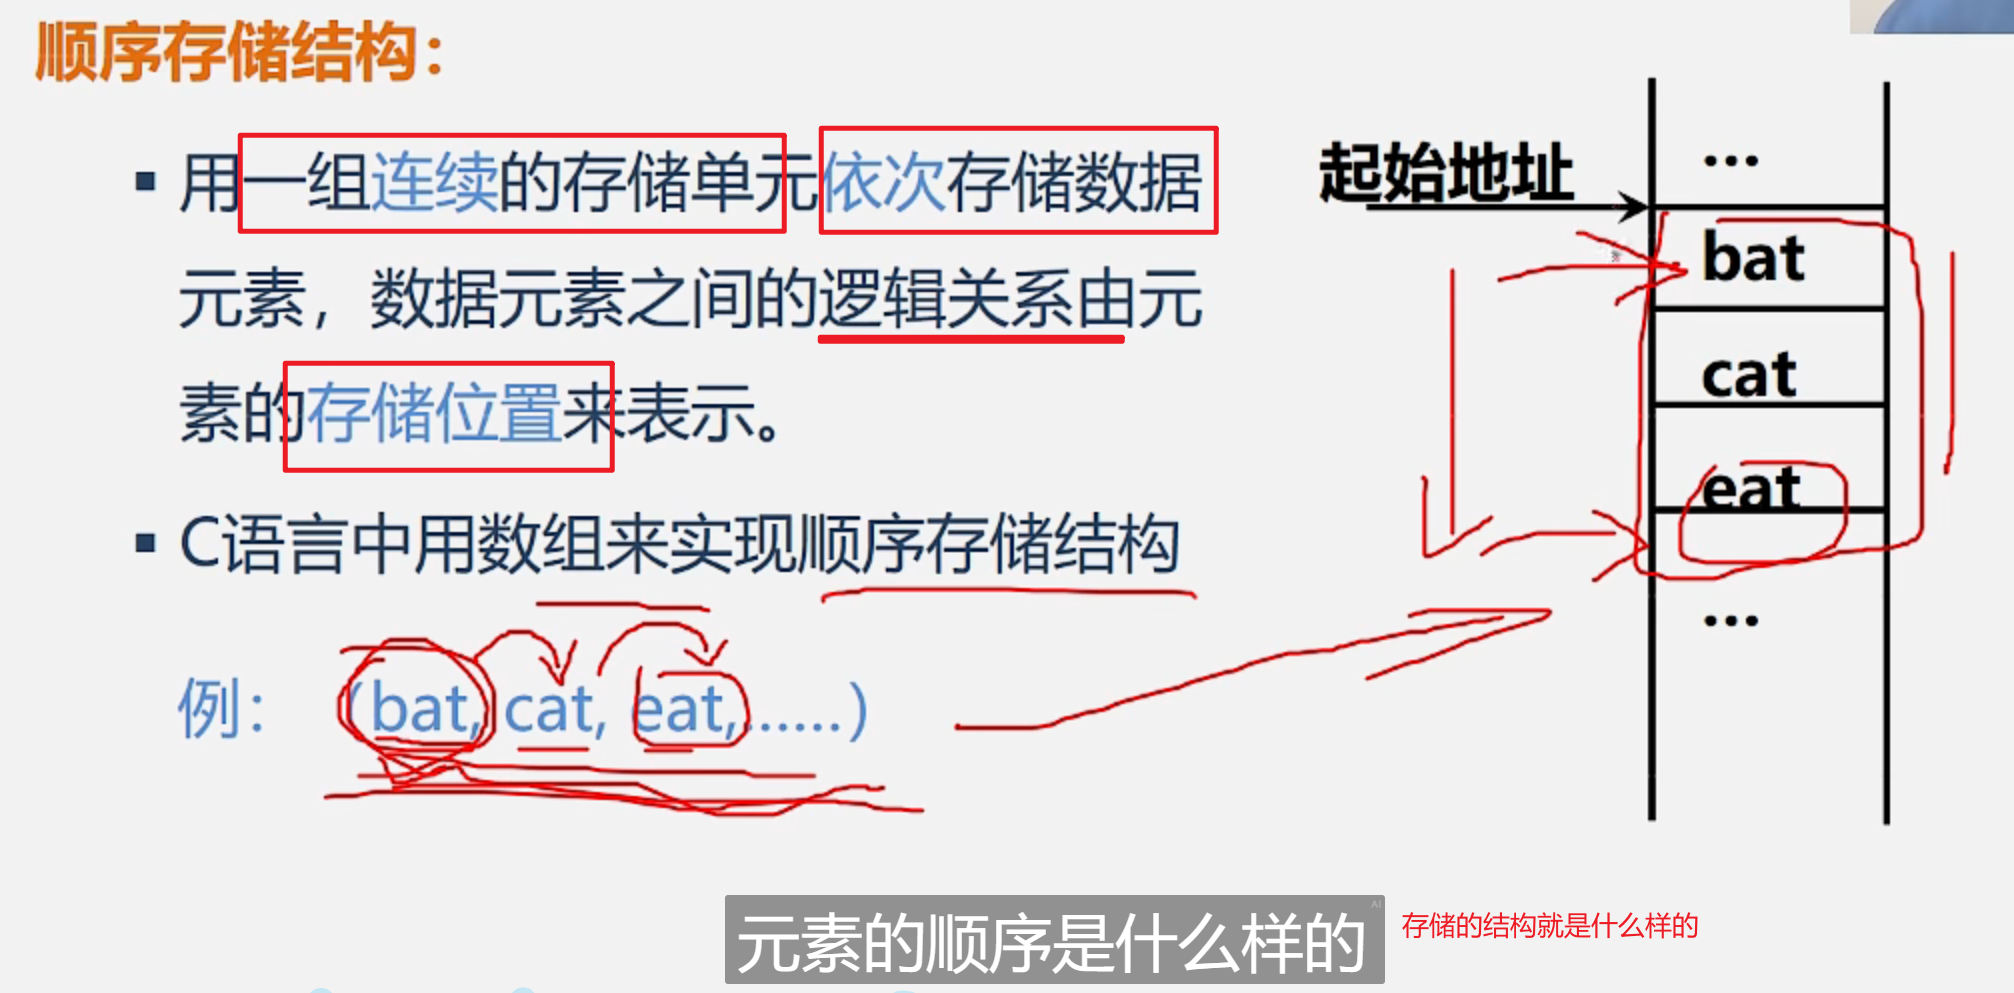 顺序存储结构：
▪ 用一组连续的存储单元依次存储数据
元素，数据元素之间的逻辑关系由元
素的存储位置来表示。
▪ C语言中用数组来实现顺序存储结构
例： （bat, cat, eat,……）
起始地址
…
bat
cat
eat
…
AI
元素的顺序是什么样的
存储的结构就是什么样的